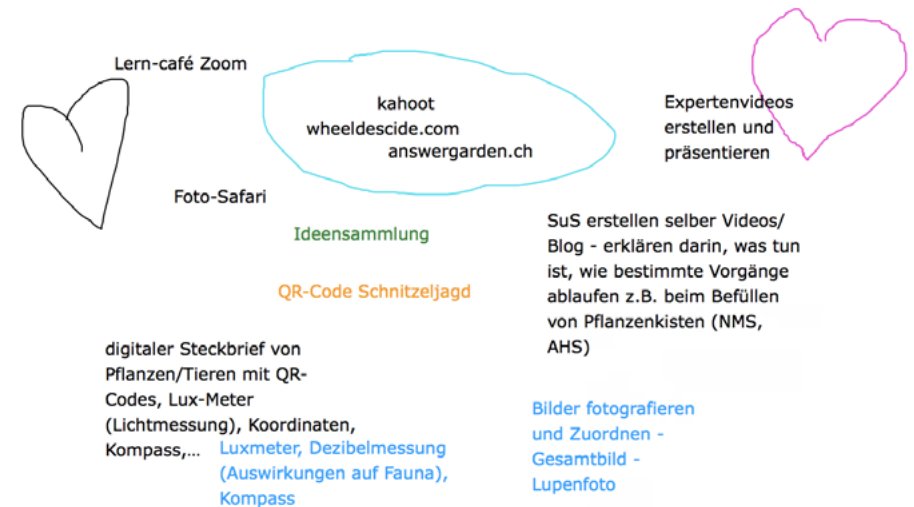 Lern-café Zoom
kahoot
wheeldescide.com
answergarden.ch
Expertenvideos
erstellen und
präsentieren
Foto-Safari
Ideensammlung
QR-Code Schnitzeljagd
SuS erstellen selber Videos/
Blog - erklären darin, was tun
ist, wie bestimmte Vorgänge
ablaufen z.B. beim Befüllen
von Pflanzenkisten (NMS,
AHS)
digitaler Steckbrief von
Pflanzen/Tieren mit QR-
Codes, Lux-Meter
(Lichtmessung), Koordinaten,
Kompass,...
Luxmeter, Dezibelmessung
(Auswirkungen auf Fauna),
Kompass
Bilder fotografieren
und Zuordnen -
Gesamtbild -
Lupenfoto